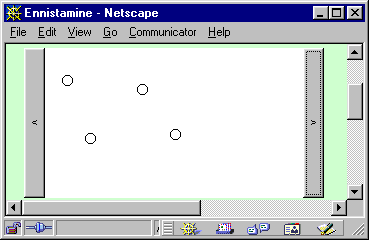 Ennistamine - Netscape
File Edit View Go Communicator Help
< >